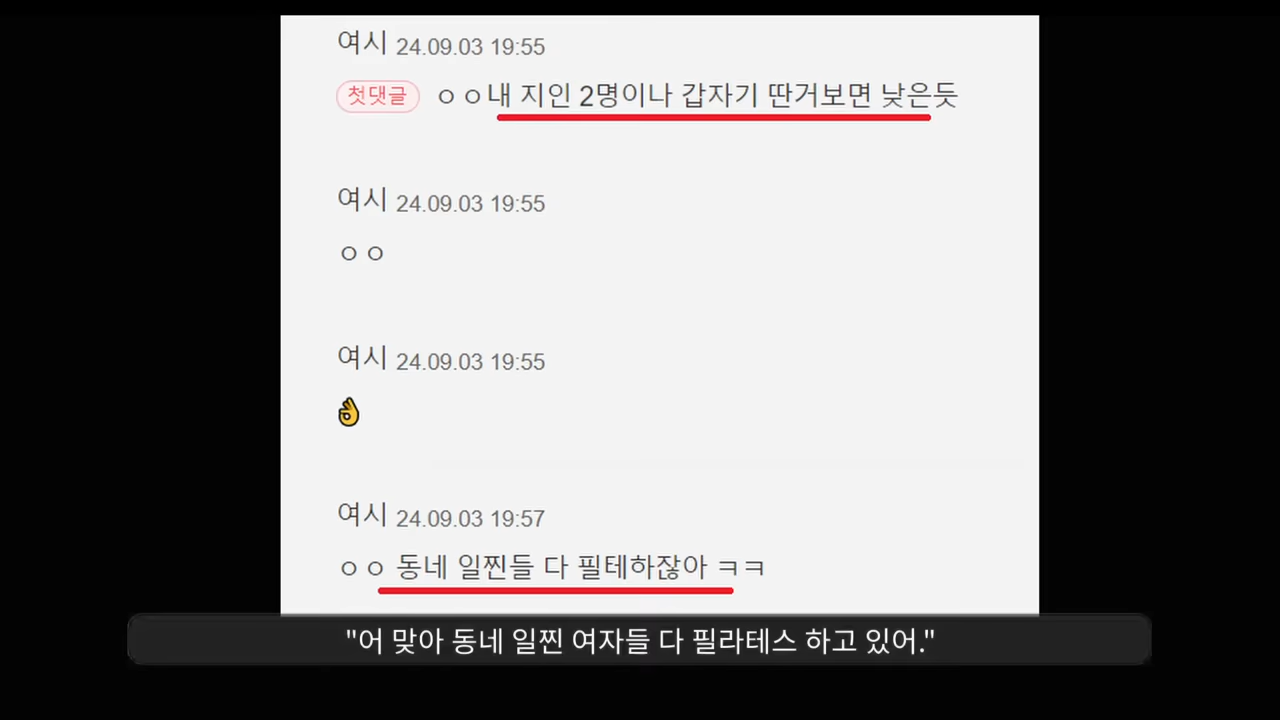 여시 24.09.03 19:55
첫댓글 ㅇㅇ내 지인 2명이나 갑자기 딴거보면 낮은듯
여시 24.09.03 19:55
ㅇㅇ
여시 24.09.03 19:55
👌
여시 24.09.03 19:57
ㅇㅇ 동네 일찐들 다 필테하잖아 ㅋㅋ
"어 맞아 동네 일찐 여자들 다 필라테스 하고 있어."